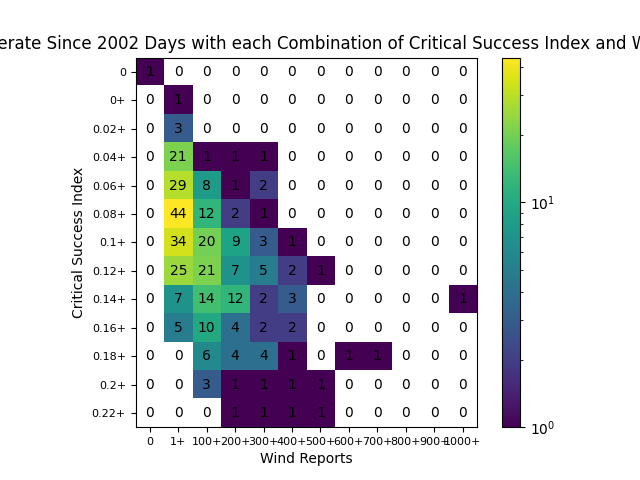 erate Since 2002 Days with each Combination of Critical Success Index and W
0 1 0 0 0 0 0 0 0 0 0 0 0
0+ 0 1 0 0 0 0 0 0 0 0 0 0
0.02+ 0 3 0 0 0 0 0 0 0 0 0 0
0.04+ 0 21 1 1 1 0 0 0 0 0 0 0
0.06+ 0 29 8 1 2 0 0 0 0 0 0 0
0.08+ 0 44 12 2 1 0 0 0 0 0 0 0
0.1+ 0 34 20 9 3 1 0 0 0 0 0 0
0.12+ 0 25 21 7 5 2 1 0 0 0 0 0
0.14+ 0 7 14 12 2 3 0 0 0 0 0 1
0.16+ 0 5 10 4 2 2 0 0 0 0 0 0
0.18+ 0 0 6 4 4 1 0 1 1 0 0 0
0.2+ 0 0 3 1 1 1 1 0 0 0 0 0
0.22+ 0 0 0 1 1 1 1 0 0 0 0 0
0 1+ 100+ 200+ 300+ 400+ 500+ 600+ 700+ 800+ 900+ 1000+
Wind Reports
Critical Success Index
10¹
10⁰